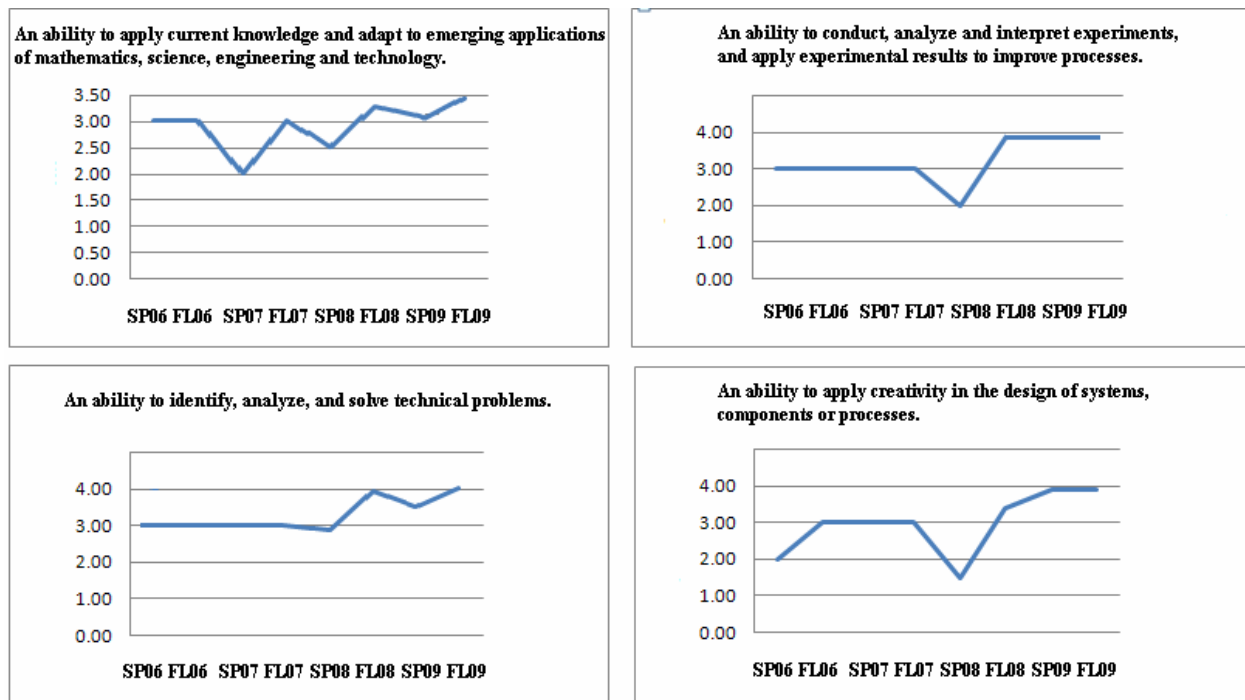 An ability to apply current knowledge and adapt to emerging applications
of mathematics, science, engineering and technology.
3.50
3.00
2.50
2.00
1.50
1.00
0.50
0.00
SP06 FL06 SP07 FL07 SP08 FL08 SP09 FL09
An ability to conduct, analyze and interpret experiments,
and apply experimental results to improve processes.
4.00
3.00
2.00
1.00
0.00
SP06 FL06 SP07 FL07 SP08 FL08 SP09 FL09
An ability to identify, analyze, and solve technical problems.
4.00
3.00
2.00
1.00
0.00
SP06 FL06 SP07 FL07 SP08 FL08 SP09 FL09
An ability to apply creativity in the design of systems,
components or processes.
4.00
3.00
2.00
1.00
0.00
SP06 FL06 SP07 FL07 SP08 FL08 SP09 FL09